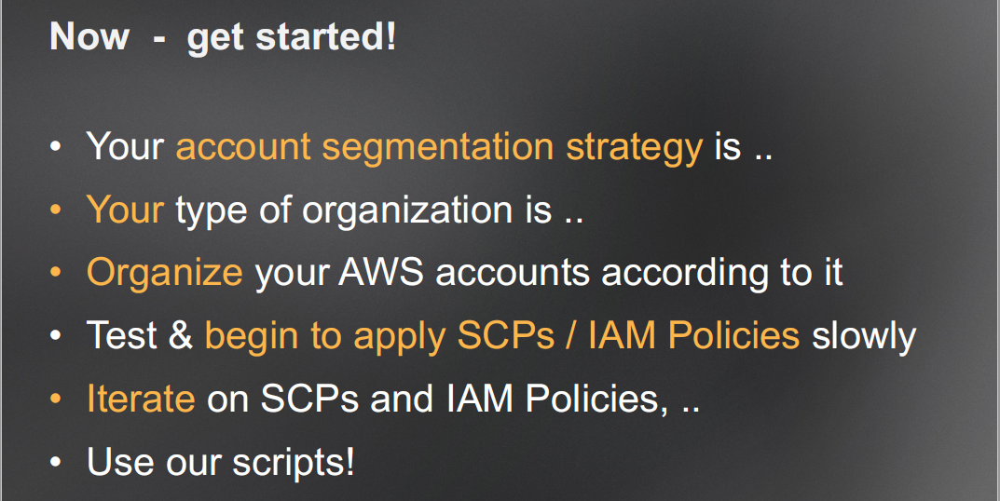 Now - get started!
• Your account segmentation strategy is ..
• Your type of organization is ..
• Organize your AWS accounts according to it
• Test & begin to apply SCPs / IAM Policies slowly
• Iterate on SCPs and IAM Policies, ..
• Use our scripts!